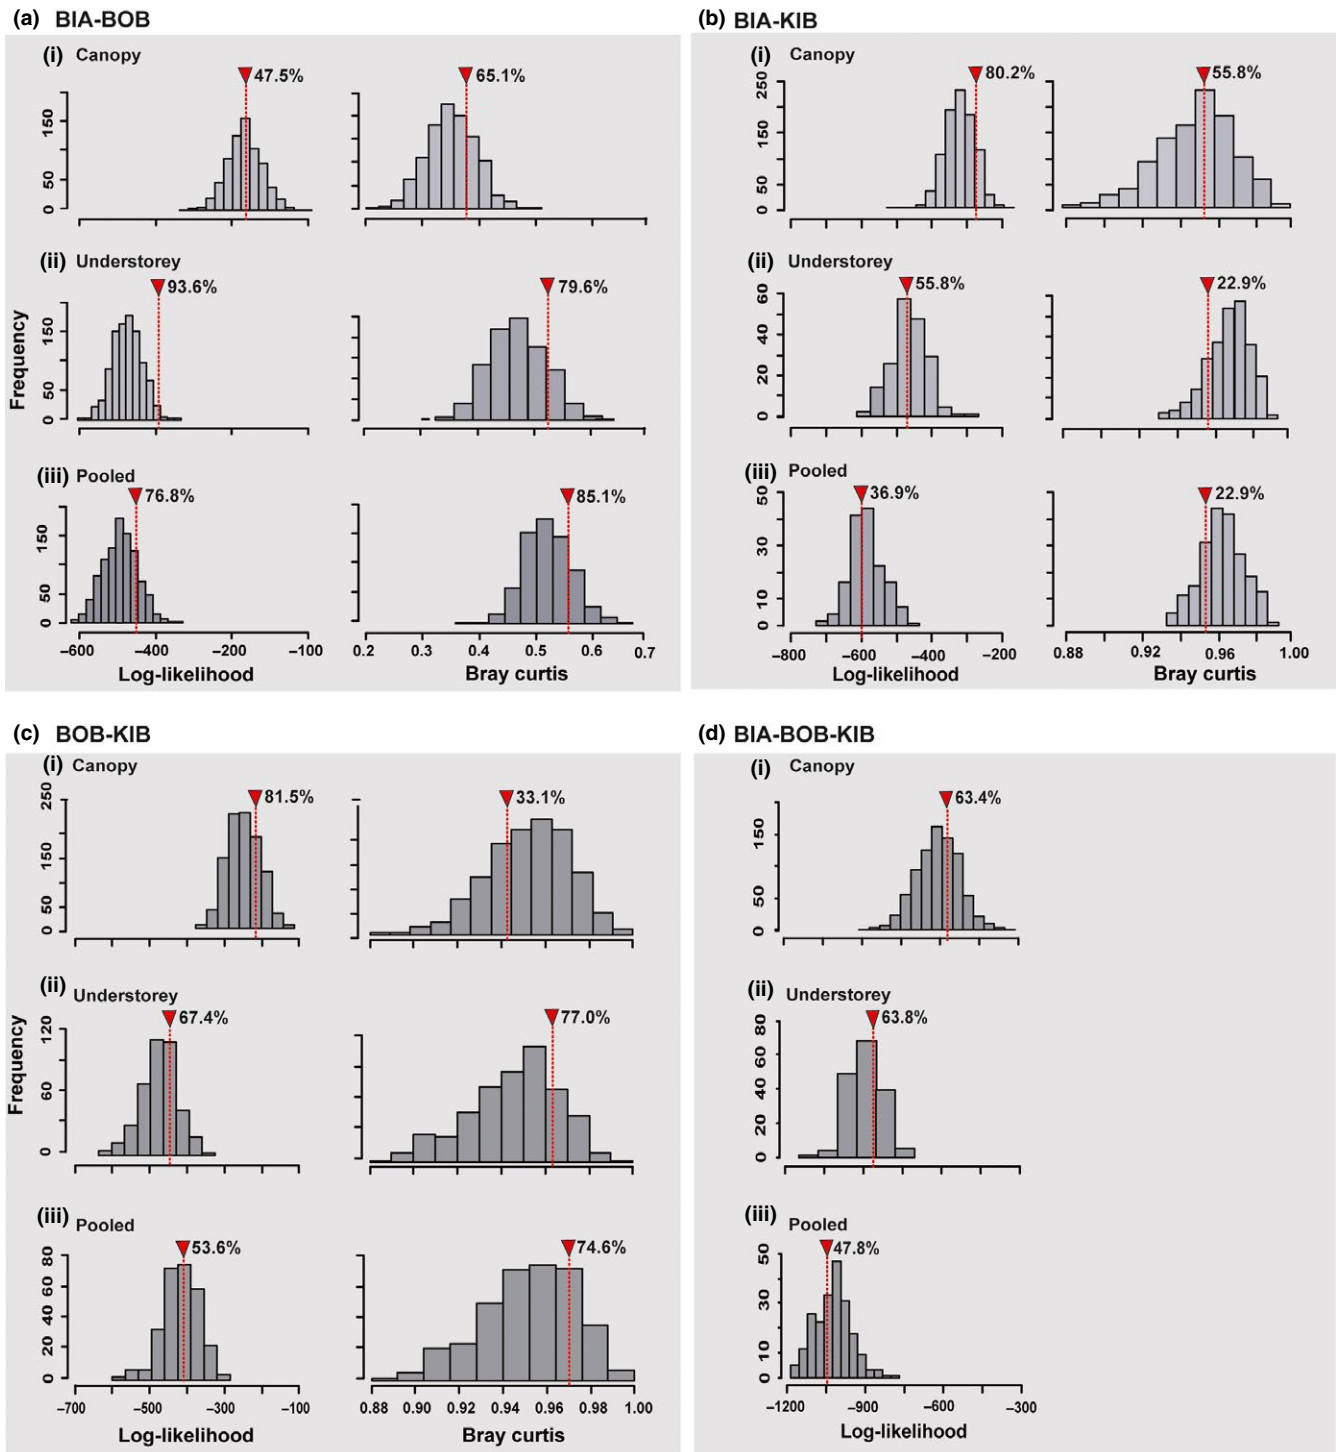 (a) BIA-BOB
(i) Canopy
47.5%
65.1%
150
50
0
(ii) Understorey
93.6%
79.6%
150
50
0
Frequency
(iii) Pooled
76.8%
85.1%
150
50
0
−600 −400 −200 −100
0.2 0.3 0.4 0.5 0.6 0.7
Log-likelihood
Bray curtis
(b) BIA-KIB
(i) Canopy
80.2%
55.8%
250
150
50
0
(ii) Understorey
55.8%
22.9%
60
40
20
0
(iii) Pooled
36.9%
22.9%
50
30
10
0
−800 −600 −400 −200
0.88 0.92 0.96 1.00
Log-likelihood
Bray curtis
(c) BOB-KIB
(i) Canopy
81.5%
33.1%
250
150
50
0
(ii) Understorey
67.4%
77.0%
120
60
0
Frequency
(iii) Pooled
53.6%
74.6%
80
60
40
20
0
−700 −500 −300 −100
0.88 0.90 0.92 0.94 0.96 0.98 1.00
Log-likelihood
Bray curtis
(d) BIA-BOB-KIB
(i) Canopy
63.4%
150
50
0
(ii) Understorey
63.8%
80
60
40
20
0
(iii) Pooled
47.8%
50
30
10
0
−1200 −900 −600 −300
Log-likelihood